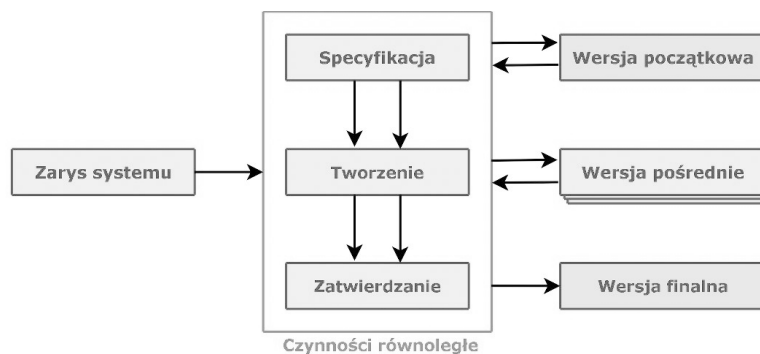 Specyfikacja
Wersja początkowa
Zarys systemu
Tworzenie
Wersja pośrednie
Zatwierdzanie
Wersja finalna
Czynności równoległe